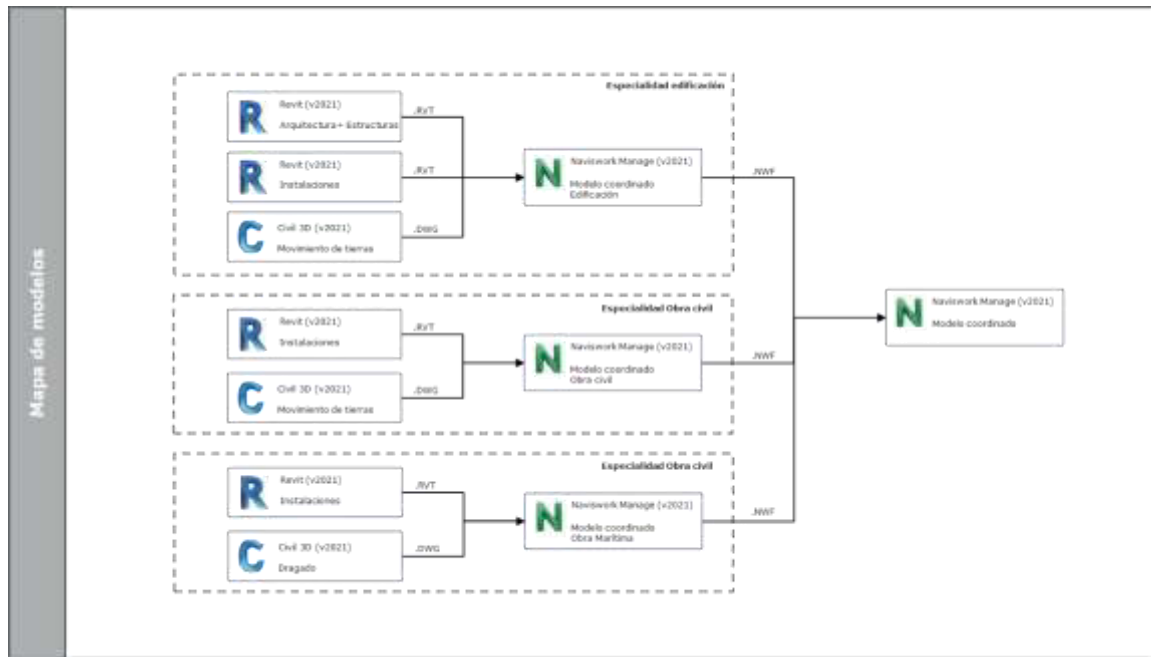 Mapa de modelos
Especialidad edificación
Revit (v2021)
Arquitectura+ Estructuras
.RVT
Revit (v2021)
Instalaciones
.RVT
Civil 3D (v2021)
Movimiento de tierras
.DWG
Naviswork Manage (v2021)
Modelo coordinado
Edificación
.NWF
Especialidad Obra civil
Revit (v2021)
Instalaciones
.RVT
Civil 3D (v2021)
Movimiento de tierras
.DWG
Naviswork Manage (v2021)
Modelo coordinado
Obra civil
.NWF
Naviswork Manage (v2021)
Modelo coordinado
Especialidad Obra civil
Revit (v2021)
Instalaciones
.RVT
Civil 3D (v2021)
Dragado
.DWG
Naviswork Manage (v2021)
Modelo coordinado
Obra Marítima
.NWF